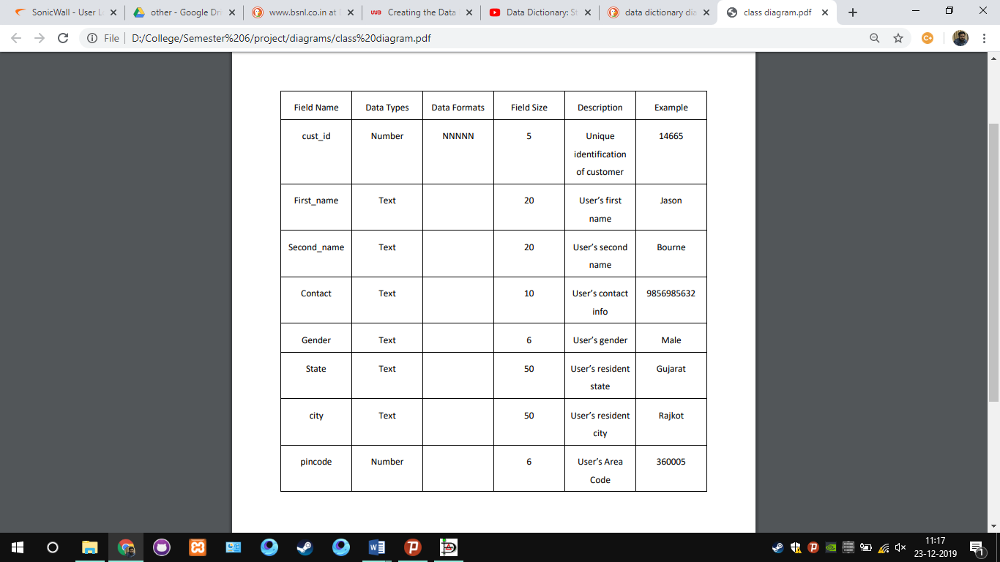 SonicWall - User L
other - Google Dri
www.bsnl.co.in at
Creating the Data
Data Dictionary: St
data dictionary dia
class diagram.pdf
File D:/College/Semester%206/project/diagrams/class%20diagram.pdf
Field Name Data Types Data Formats Field Size Description Example
cust_id Number NNNNN 5 Unique 14665
identification
of customer
First_name Text 20 User's first Jason
name
Second_name Text 20 User's second Bourne
name
Contact Text 10 User's contact 9856985632
info
Gender Text 6 User's gender Male
State Text 50 User's resident Gujarat
state
city Text 50 User's resident Rajkot
city
pincode Number 6 User's Area 360005
Code
11:17
23-12-2019
1